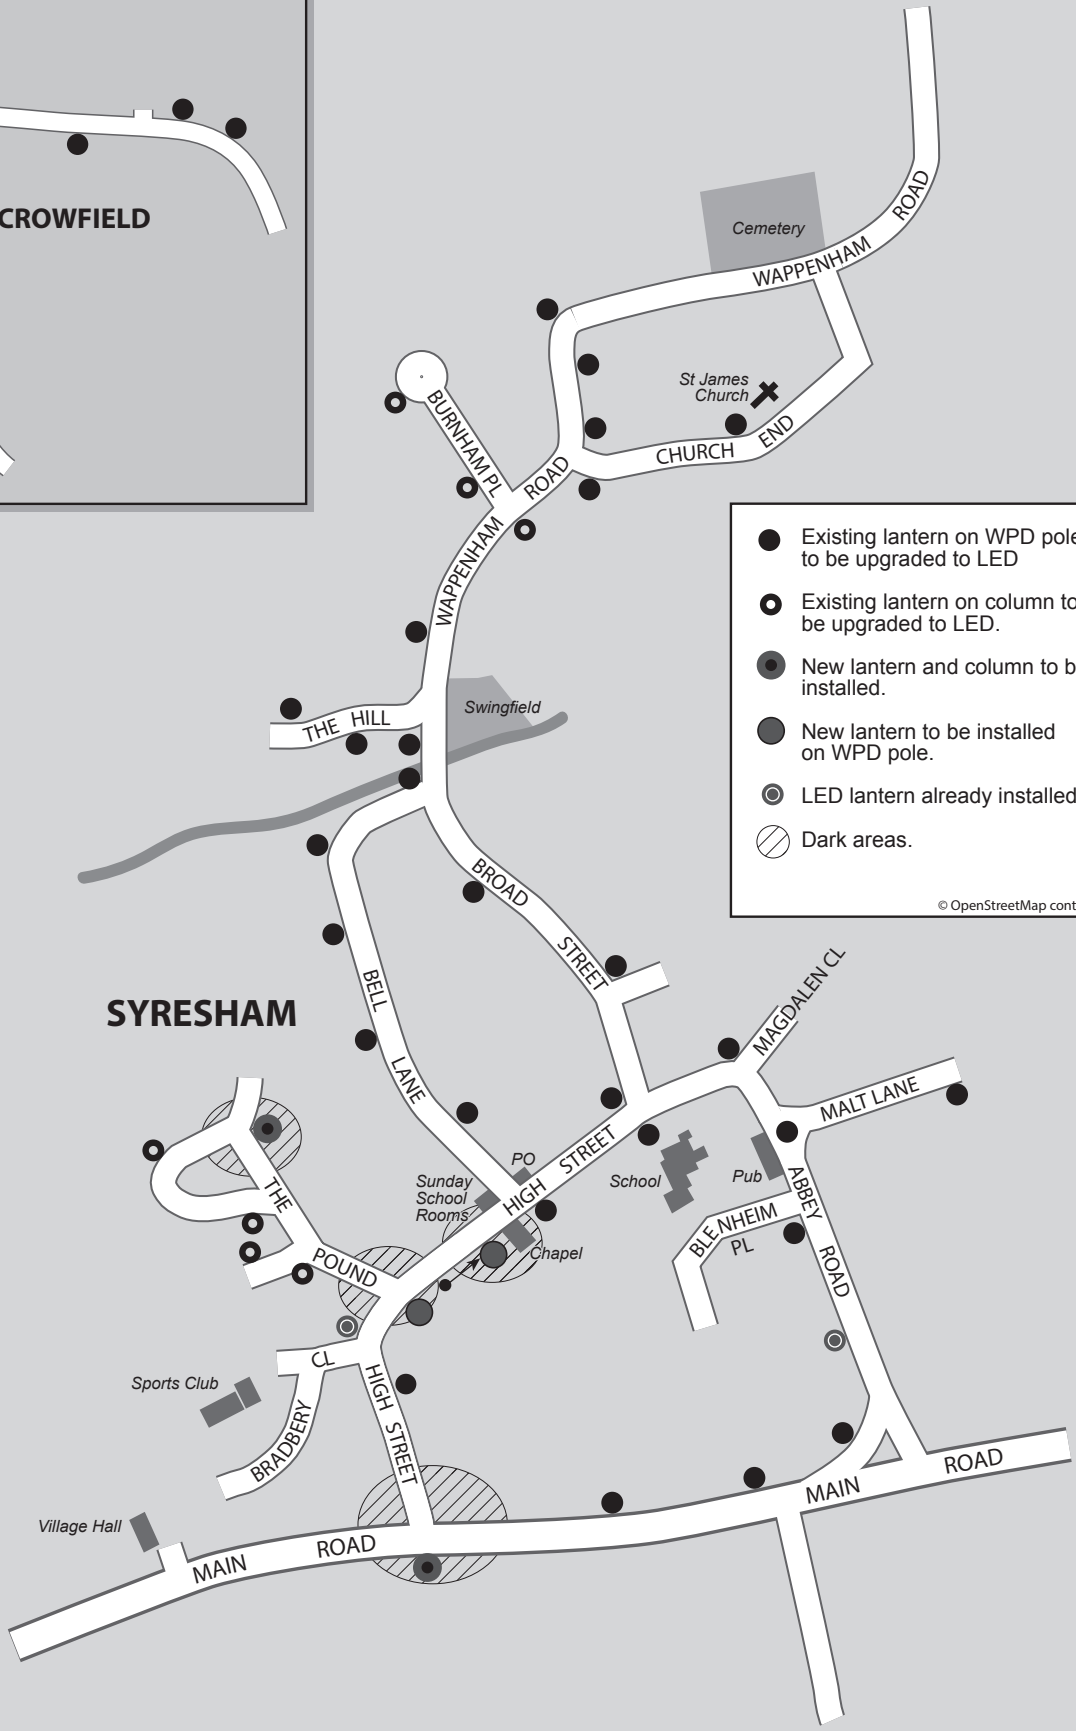 CROWFIELD
ROAD
Cemetery
WAPPENHAM
St James
Church
BURNHAM PL
CHURCH END
ROAD
WAPPENHAM
Existing lantern on WPD pole
to be upgraded to LED
Existing lantern on column to
be upgraded to LED.
New lantern and column to b
installed.
New lantern to be installed
on WPD pole.
LED lantern already installed
Dark areas.
© OpenStreetMap cont
Swingfield
THE HILL
BROAD
STREET
BELL
LANE
SYRESHAM
MAGDALEN CL
MALT LANE
HIGH STREET
PO
Sunday
School
Rooms
School
Pub
ABBEY
ROAD
BLENHEIM
PL
Chapel
THE
POUND
CL
HIGH STREET
Sports Club
BRADBERY
Village Hall
MAIN ROAD
MAIN ROAD